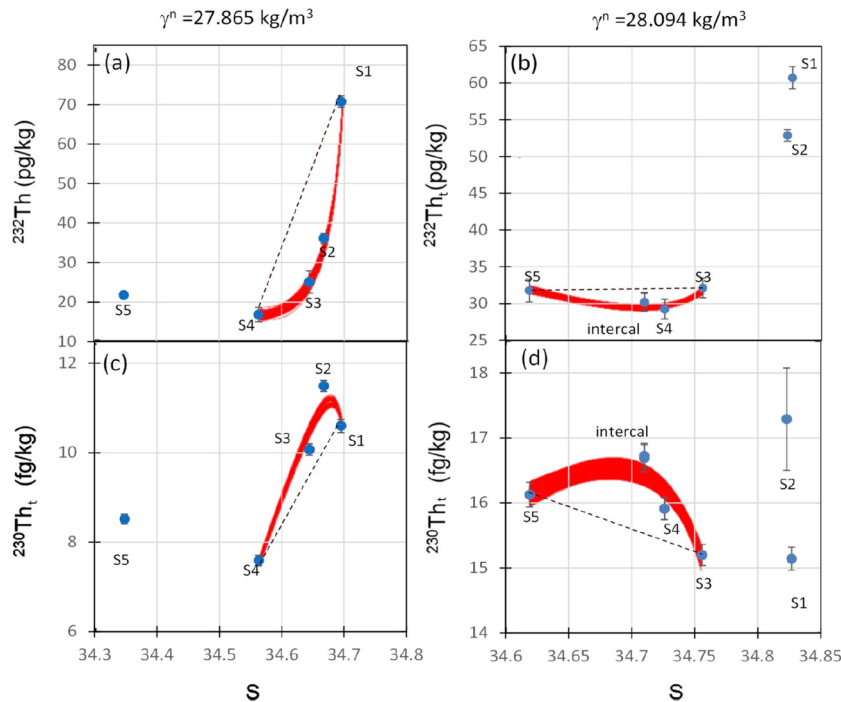 γⁿ =27.865 kg/m³
γⁿ =28.094 kg/m³
(a)
80
70
60
50
40
30
20
10
²³²Th (pg/kg)
S1
S2
S3
S4
S5
(b)
65
60
55
50
45
40
35
30
25
²³²Thₜ(pg/kg)
S1
S2
S5
S3
intercal
S4
(c)
12
10
8
6
²³⁰Thₜ (fg/kg)
S2
S3
S1
S4
S5
34.3
34.4
34.5
34.6
34.7
34.8
S
(d)
18
17
16
15
14
²³⁰Thₜ (fg/kg)
intercal
S2
S5
S4
S3
S1
34.6
34.65
34.7
34.75
34.8
34.85
S